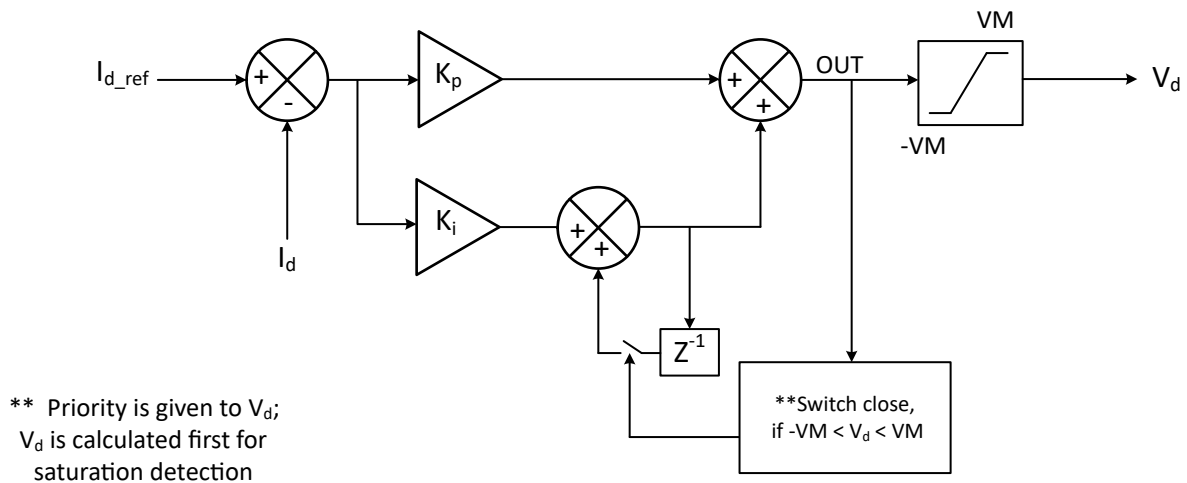 VM
I_d_ref
+
-
K_p
+
+
OUT
V_d
-VM
K_i
+
+
I_d
Z^-1
**Switch close,
if -VM < V_d < VM
** Priority is given to V_d;
V_d is calculated first for
saturation detection